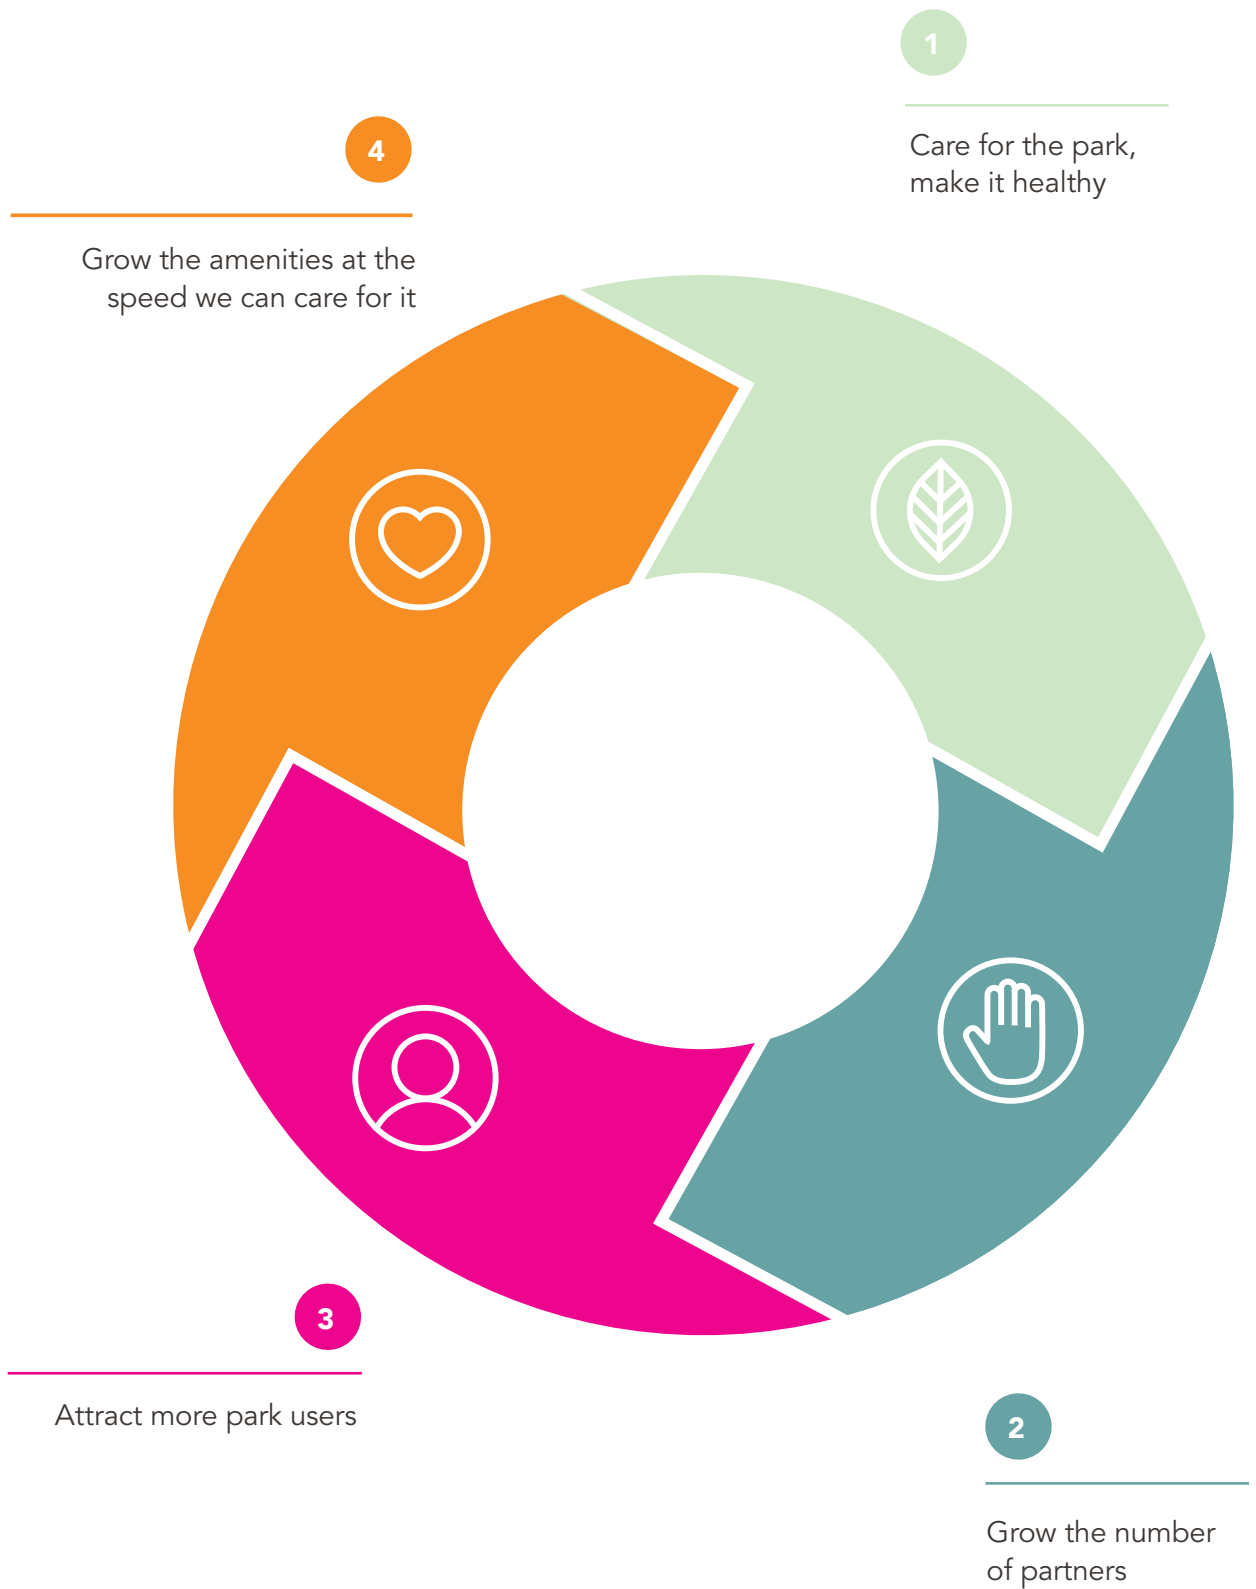 1
Care for the park,
make it healthy
2
Grow the number
of partners
3
Attract more park users
4
Grow the amenities at the
speed we can care for it